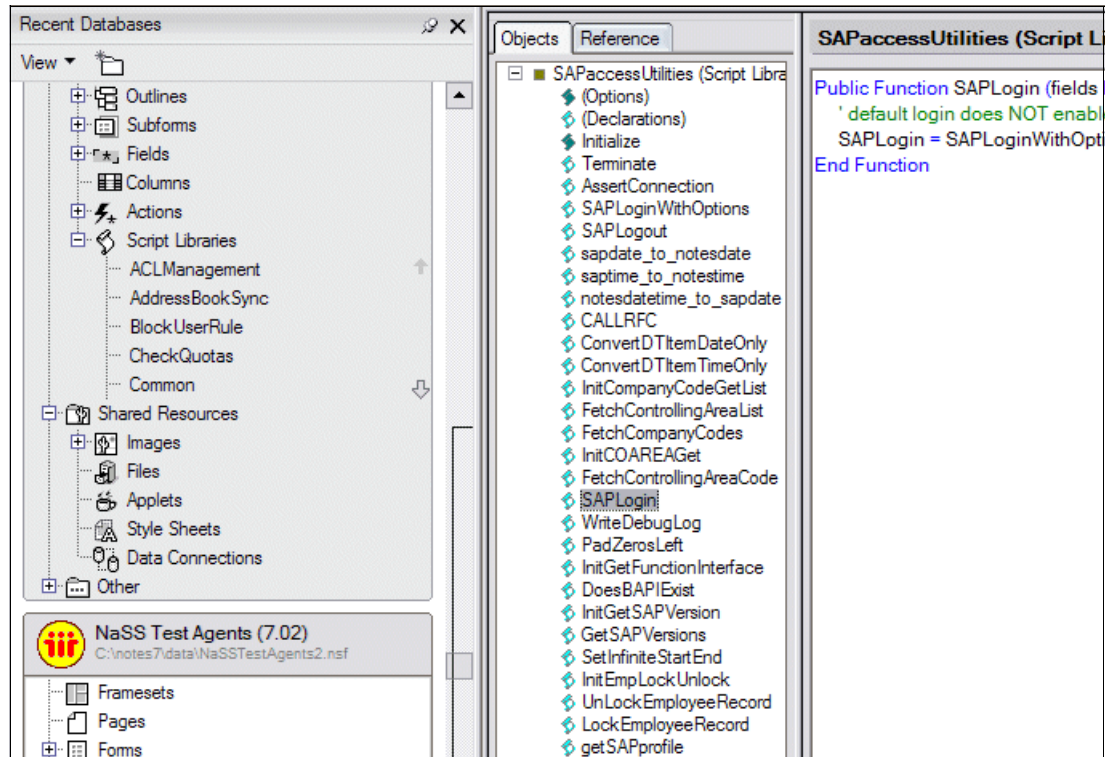 Recent Databases
View
Outlines
Subforms
Fields
Columns
Actions
Script Libraries
ACLManagement
AddressBookSync
BlockUserRule
CheckQuotas
Common
Shared Resources
Images
Files
Applets
Style Sheets
Data Connections
Other
NaSS Test Agents (7.02)
C:\notes7\data\NaSSTestAgents2.nsf
Framesets
Pages
Forms
Objects
Reference
SAPaccessUtilities (Script Libra
(Options)
(Declarations)
Initialize
Terminate
AssertConnection
SAPLoginWithOptions
SAPLogout
sapdate_to_notesdate
saptime_to_notestime
notesdatetime_to_sapdate
CALLRFC
ConvertDTItemDateOnly
ConvertDTItemTimeOnly
InitCompanyCodeGetList
FetchControllingAreaList
FetchCompanyCodes
InitCOAREAGet
FetchControllingAreaCode
SAPLogin
WriteDebugLog
PadZerosLeft
InitGetFunctionInterface
DoesBAPIExist
InitGetSAPVersion
GetSAPVersions
SetInfiniteStartEnd
InitEmpLockUnlock
UnLockEmployeeRecord
LockEmployeeRecord
getSAPprofile
SAPaccessUtilities (Script Li
Public Function SAPLogin (fields
' default login does NOT enabl
SAPLogin = SAPLoginWithOpti
End Function